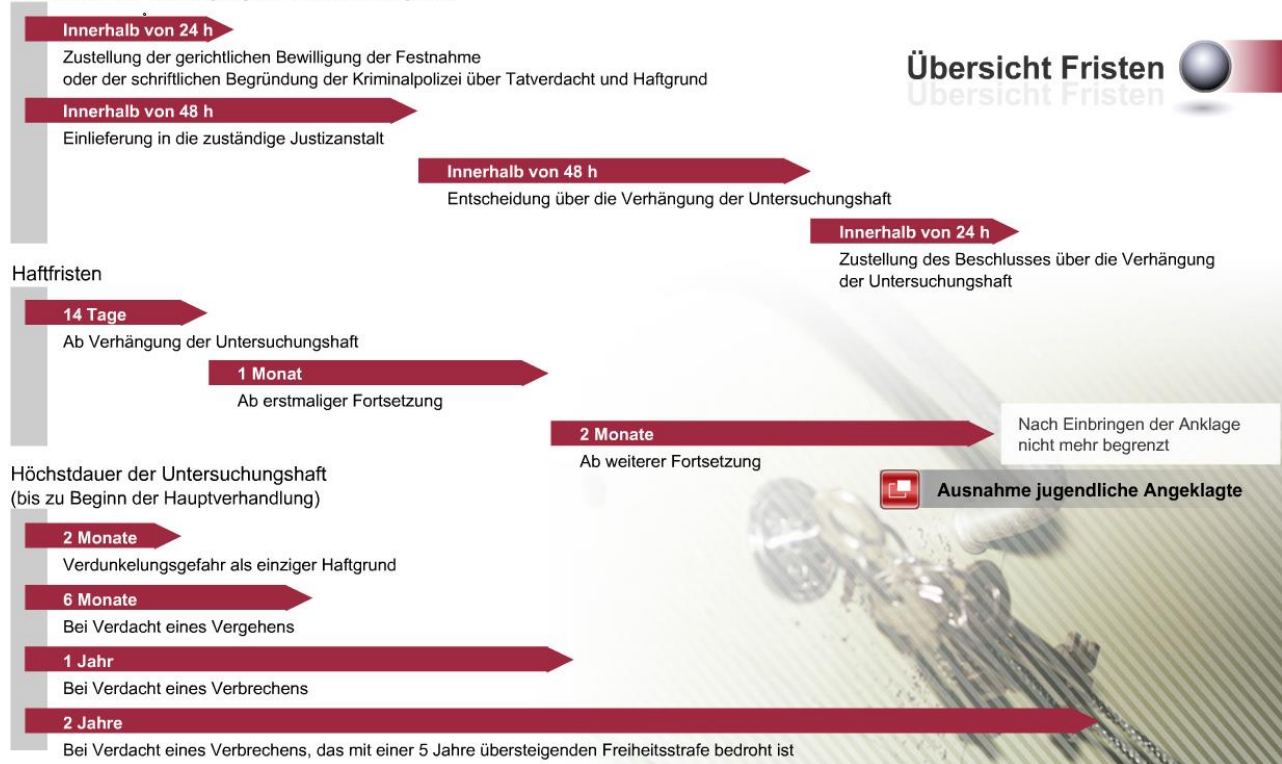 Innerhalb von 24 h
Zustellung der gerichtlichen Bewilligung der Festnahme
oder der schriftlichen Begründung der Kriminalpolizei über Tatverdacht und Haftgrund
Übersicht Fristen
Innerhalb von 48 h
Einlieferung in die zuständige Justizanstalt
Innerhalb von 48 h
Entscheidung über die Verhängung der Untersuchungshaft
Innerhalb von 24 h
Zustellung des Beschlusses über die Verhängung
der Untersuchungshaft
Haftfristen
14 Tage
Ab Verhängung der Untersuchungshaft
1 Monat
Ab erstmaliger Fortsetzung
2 Monate
Ab weiterer Fortsetzung
Nach Einbringen der Anklage
nicht mehr begrenzt
Ausnahme jugendliche Angeklagte
Höchstdauer der Untersuchungshaft
(bis zu Beginn der Hauptverhandlung)
2 Monate
Verdunkelungsgefahr als einziger Haftgrund
6 Monate
Bei Verdacht eines Vergehens
1 Jahr
Bei Verdacht eines Verbrechens
2 Jahre
Bei Verdacht eines Verbrechens, das mit einer 5 Jahre übersteigenden Freiheitsstrafe bedroht ist